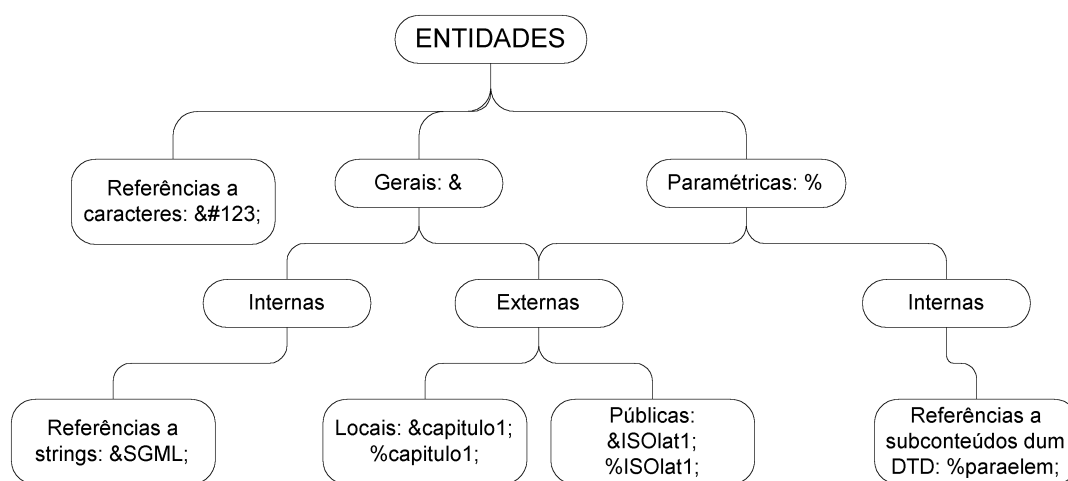 ENTIDADES
Referências a
caracteres: &#123;
Gerais: &
Paramétricas: %
Internas
Externas
Internas
Referências a
strings: &SGML;
Locais: &capitulo1;
%capitulo1;
Públicas:
&ISOlat1;
%ISOlat1;
Referências a
subconteúdos dum
DTD: %paraelem;